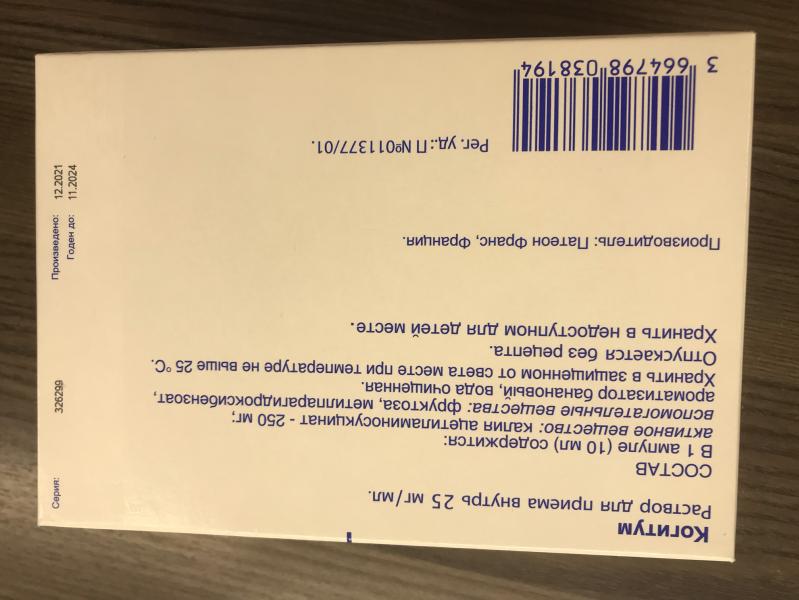 Когитум
Раствор для приема внутрь 25 мг/мл.
СОСТАВ
В 1 ампуле (10 мл) содержится:
активное вещество: калия ацетиламиносукцинат - 250 мг;
вспомогательные вещества: фруктоза, метилпарагидроксибензоат,
ароматизатор банановый, вода очищенная.
Хранить в защищенном от света месте при температуре не выше 25 °C.
Отпускается без рецепта.
Хранить в недоступном для детей месте.
Производитель: Патеон Франс, Франция.
Рег. уд.: П №011377/01.
3 664798 038194
Серия: 326299
Произведено: 12.2021
Годен до: 11.2024